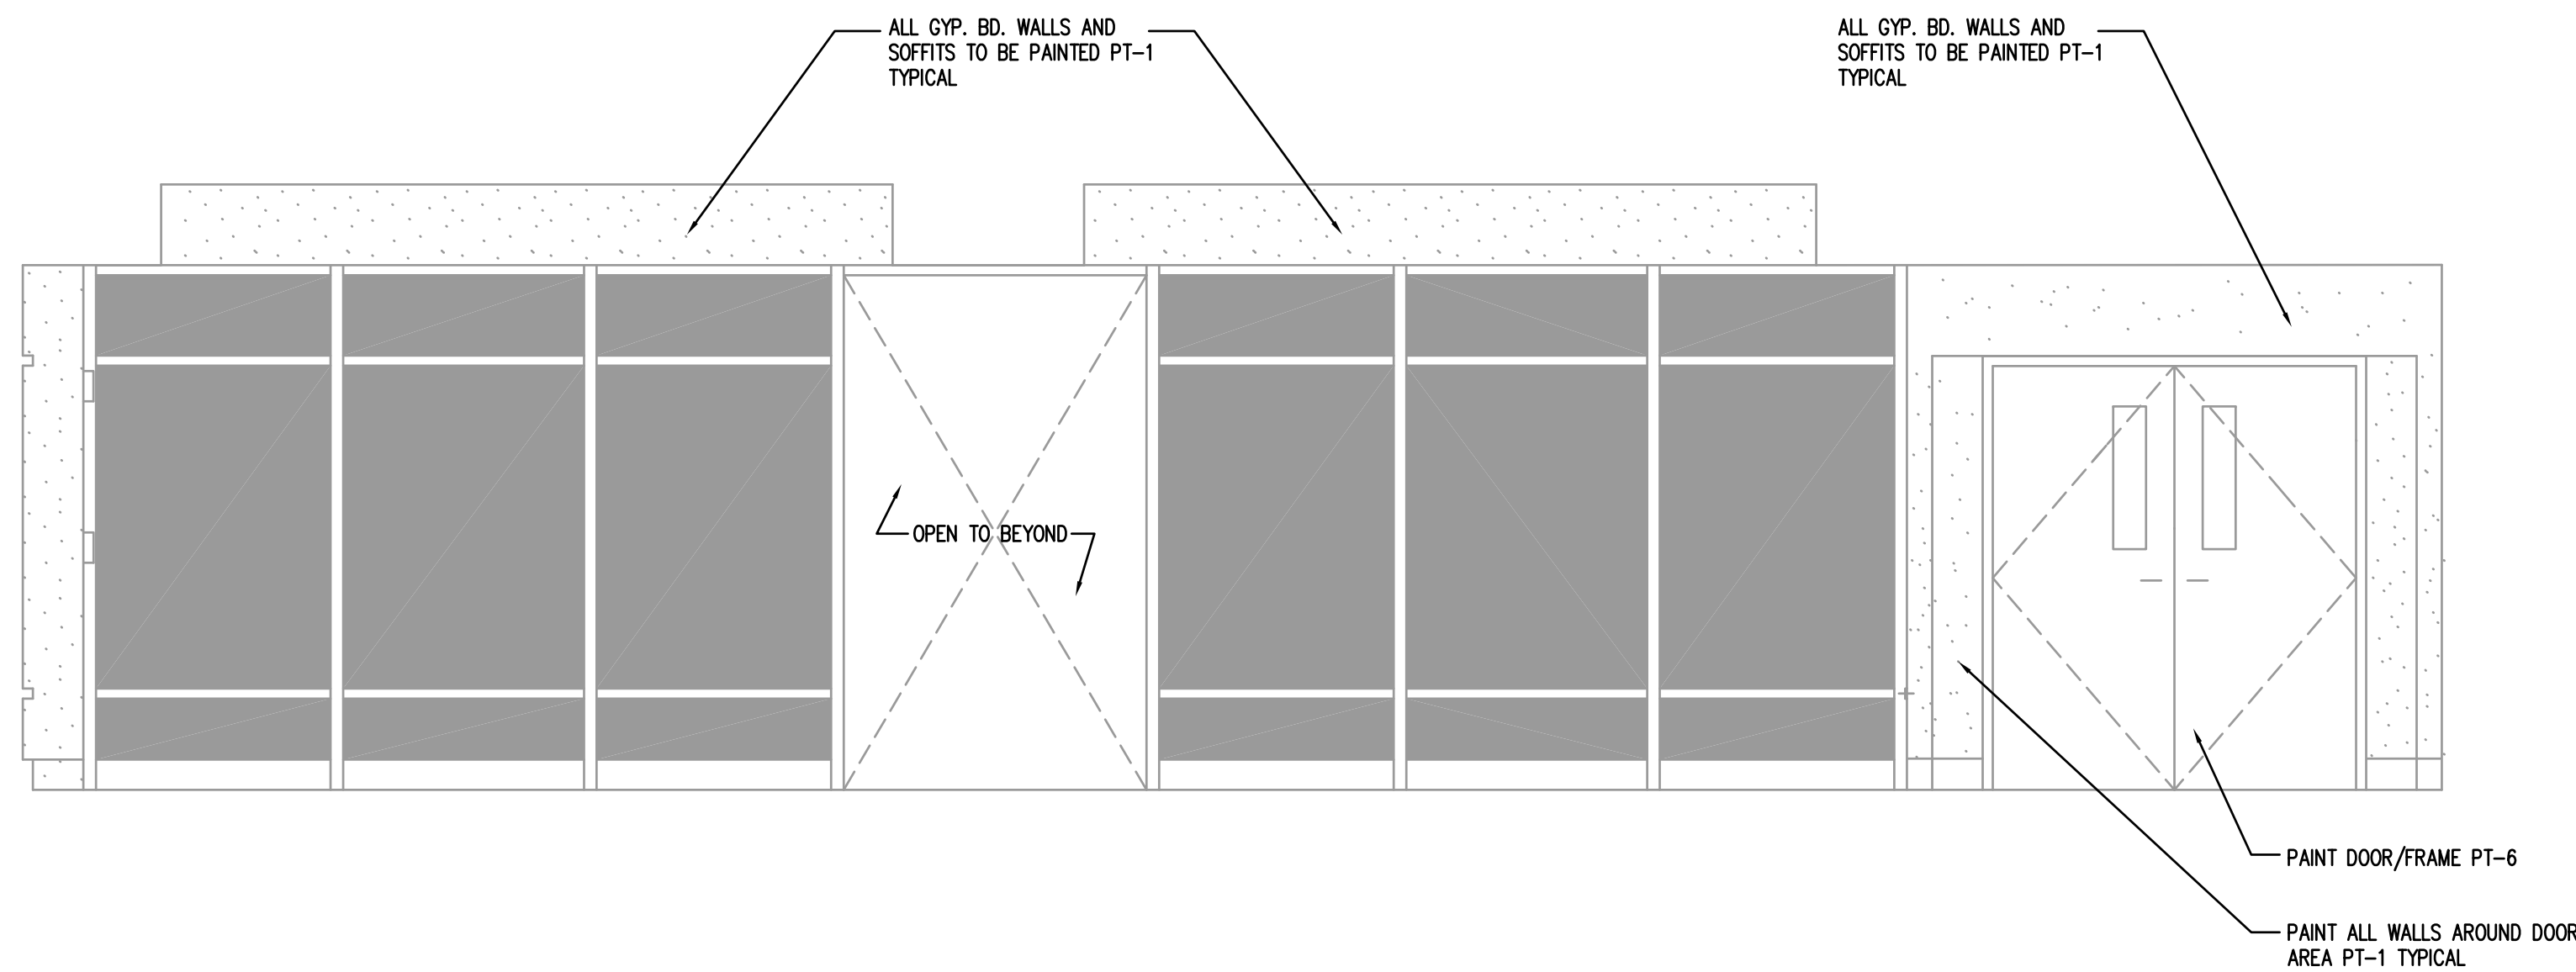 ALL GYP. BD. WALLS AND
SOFFITS TO BE PAINTED PT-1
TYPICAL
ALL GYP. BD. WALLS AND
SOFFITS TO BE PAINTED PT-1
TYPICAL
OPEN TO BEYOND
PAINT DOOR/FRAME PT-6
PAINT ALL WALLS AROUND DOOR
AREA PT-1 TYPICAL